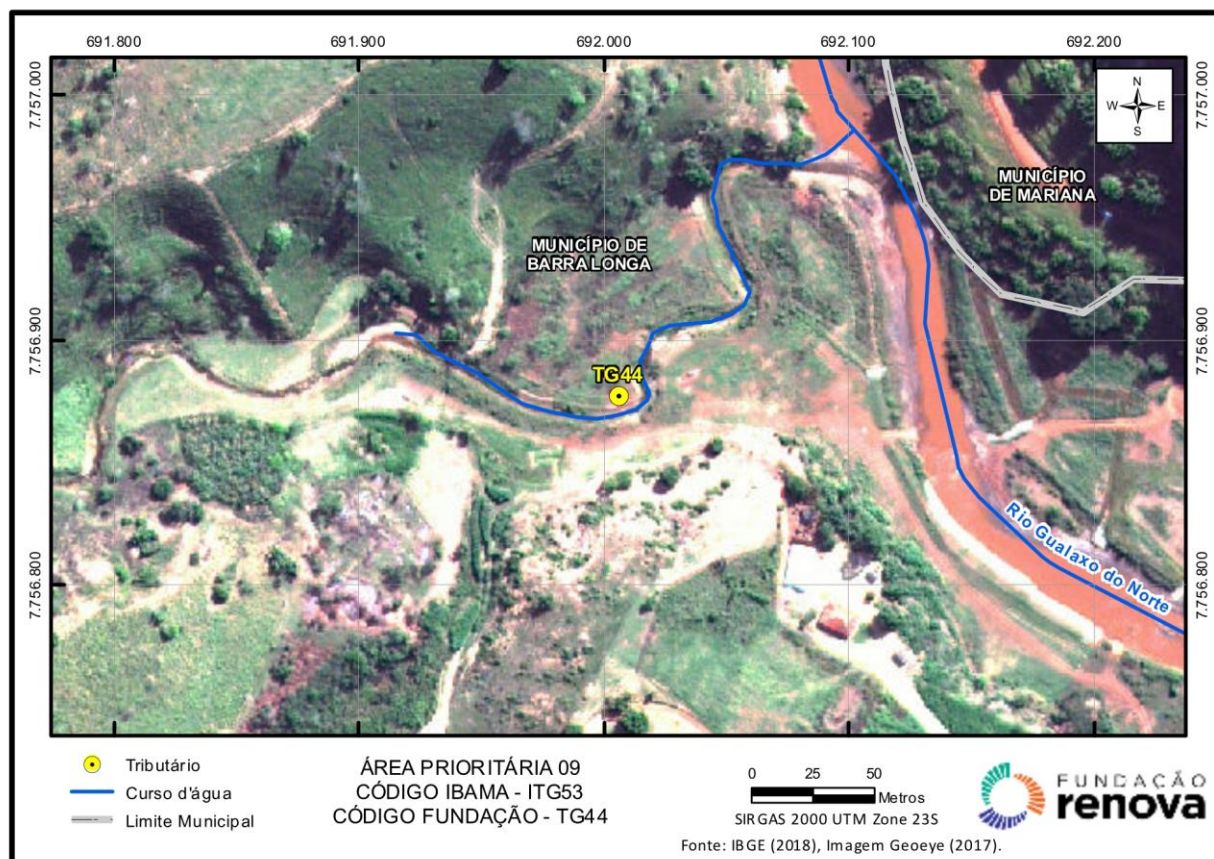 691.800 691.900 692.000 692.100 692.200
7.757.000
7.757.000
N
W E
S
MUNICÍPIO
DE MARIANA
MUNICÍPIO DE
BARRA LONGA
7.756.900
7.756.900
TG44
7.756.800
7.756.800
Rio Gualaxo do Norte
Tributário
Curso d'água
Limite Municipal
ÁREA PRIORITÁRIA 09
CÓDIGO IBAMA - ITG53
CÓDIGO FUNDAÇÃO - TG44
0 25 50
Metros
SIRGAS 2000 UTM Zone 23S
Fonte: IBGE (2018), Imagem Geoeye (2017).
FUNDAÇÃO
renova